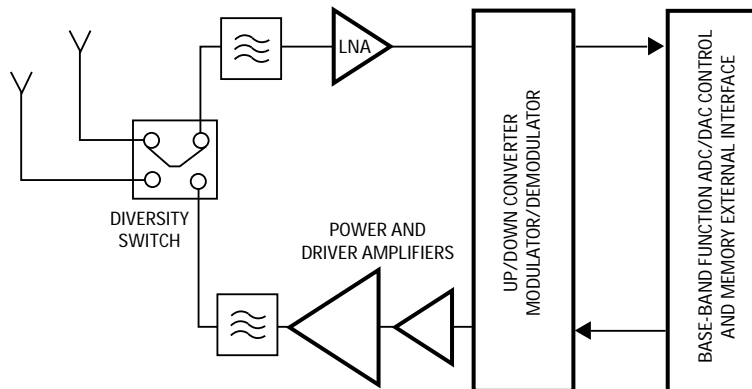 LNA
DIVERSITY
SWITCH
POWER AND
DRIVER AMPLIFIERS
UP/DOWN CONVERTER
MODULATOR/DEMODULATOR
BASE-BAND FUNCTION ADC/DAC CONTROL
AND MEMORY EXTERNAL INTERFACE